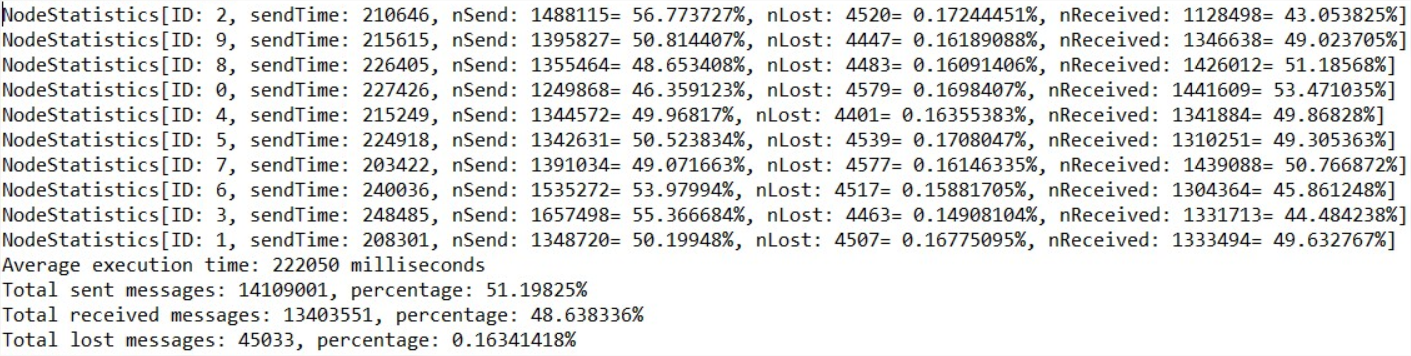 NodeStatistics[ID: 2, sendTime: 210646, nSend: 1488115= 56.773727%, nLost: 4520= 0.17244451%, nReceived: 1128498= 43.053825%]
NodeStatistics[ID: 9, sendTime: 215615, nSend: 1395827= 50.814407%, nLost: 4447= 0.16189088%, nReceived: 1346638= 49.023705%]
NodeStatistics[ID: 8, sendTime: 226405, nSend: 1355464= 48.653408%, nLost: 4483= 0.16091406%, nReceived: 1426012= 51.18568%]
NodeStatistics[ID: 0, sendTime: 227426, nSend: 1249868= 46.359123%, nLost: 4579= 0.1698407%, nReceived: 1441609= 53.471035%]
NodeStatistics[ID: 4, sendTime: 215249, nSend: 1344572= 49.96817%, nLost: 4401= 0.16355383%, nReceived: 1341884= 49.86828%]
NodeStatistics[ID: 5, sendTime: 224918, nSend: 1342631= 50.523834%, nLost: 4539= 0.1708047%, nReceived: 1310251= 49.305363%]
NodeStatistics[ID: 7, sendTime: 203422, nSend: 1391034= 49.071663%, nLost: 4577= 0.16146335%, nReceived: 1439088= 50.766872%]
NodeStatistics[ID: 6, sendTime: 240036, nSend: 1535272= 53.97994%, nLost: 4517= 0.15881705%, nReceived: 1304364= 45.861248%]
NodeStatistics[ID: 3, sendTime: 248485, nSend: 1657498= 55.366684%, nLost: 4463= 0.14908104%, nReceived: 1331713= 44.484238%]
NodeStatistics[ID: 1, sendTime: 208301, nSend: 1348720= 50.19948%, nLost: 4507= 0.16775095%, nReceived: 1333494= 49.632767%]
Average execution time: 222050 milliseconds
Total sent messages: 14109001, percentage: 51.19825%
Total received messages: 13403551, percentage: 48.638336%
Total lost messages: 45033, percentage: 0.16341418%